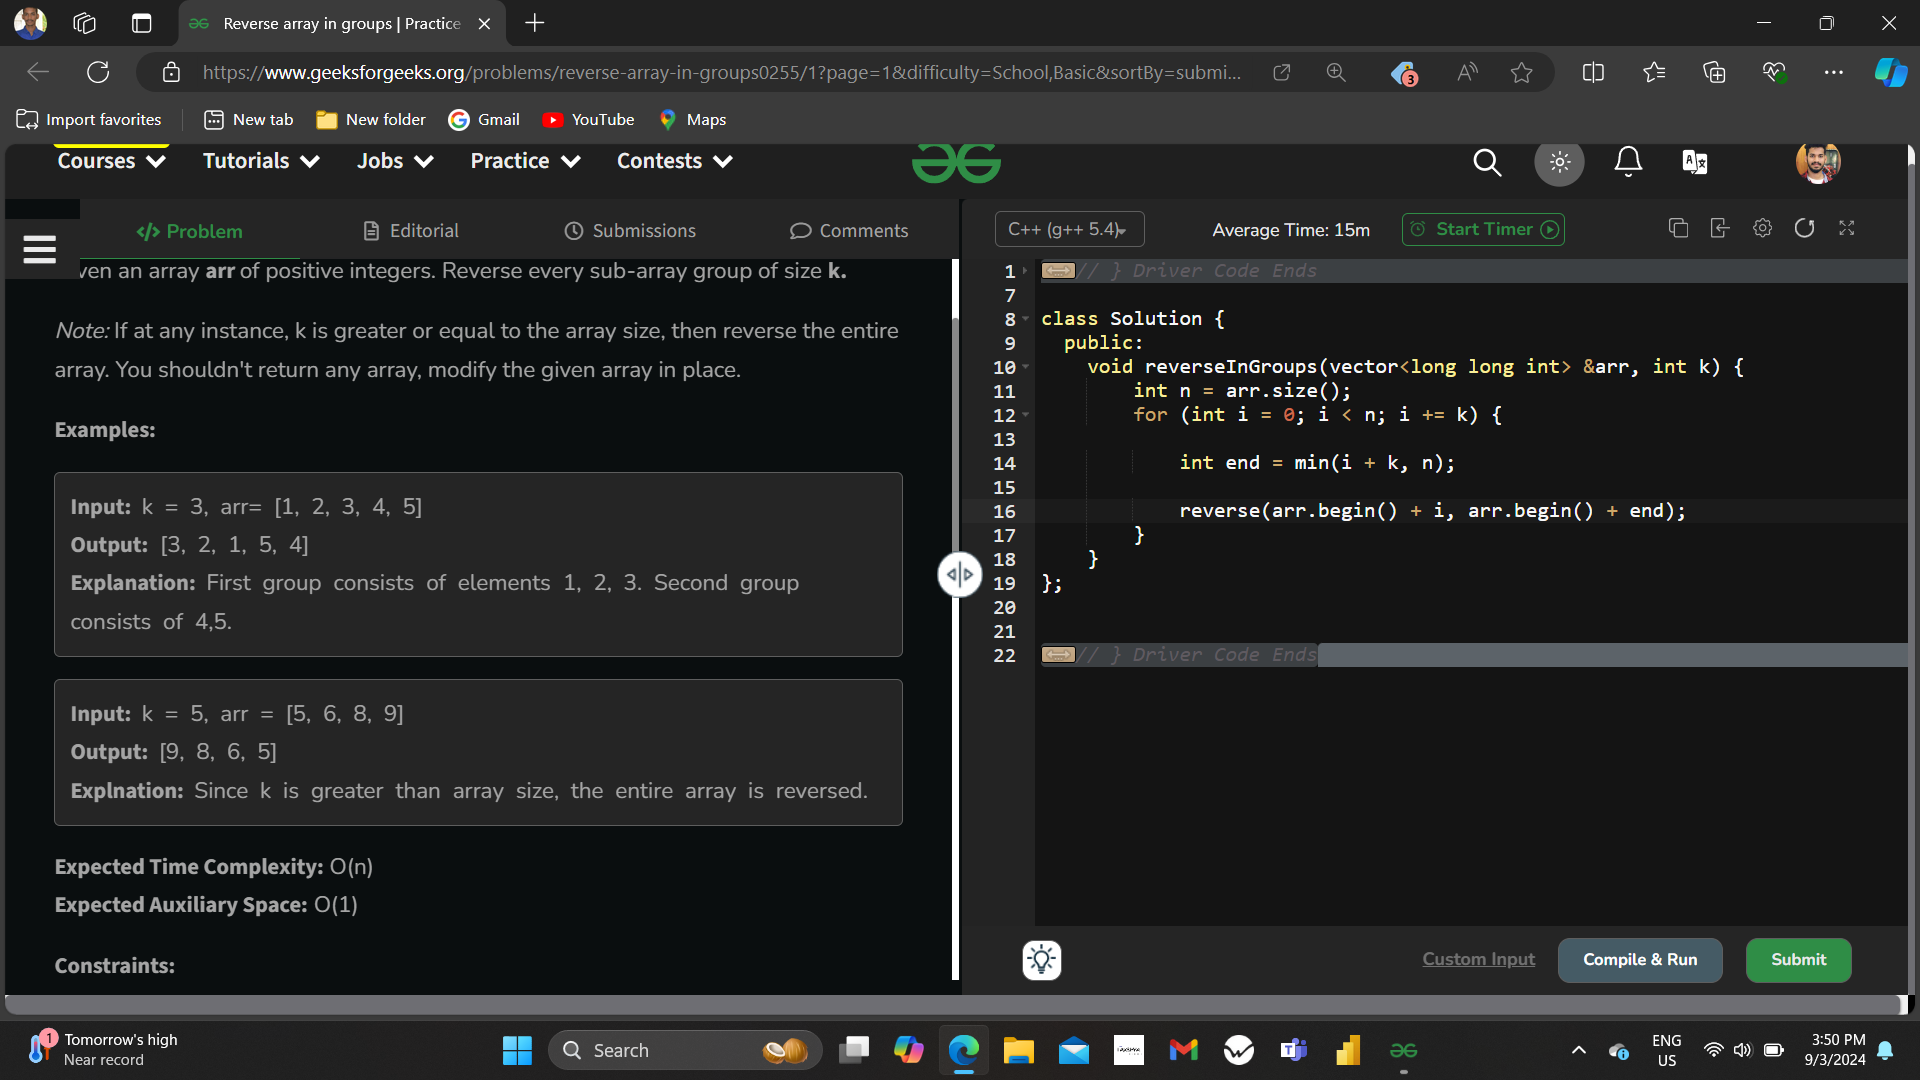 Reverse array in groups | Practice
https://www.geeksforgeeks.org/problems/reverse-array-in-groups0255/1?page=1&difficulty=School,Basic&sortBy=submi...
3
Import favorites
New tab
New folder
Gmail
YouTube
Maps
Courses
Tutorials
Jobs
Practice
Contests
</> Problem
Editorial
Submissions
Comments
C++ (g++ 5.4)
Average Time: 15m
Start Timer
ven an array arr of positive integers. Reverse every sub-array group of size k.
Note: If at any instance, k is greater or equal to the array size, then reverse the entire
array. You shouldn't return any array, modify the given array in place.
Examples:
Input: k = 3, arr= [1, 2, 3, 4, 5]
Output: [3, 2, 1, 5, 4]
Explanation: First group consists of elements 1, 2, 3. Second group
consists of 4,5.
Input: k = 5, arr = [5, 6, 8, 9]
Output: [9, 8, 6, 5]
Explnation: Since k is greater than array size, the entire array is reversed.
Expected Time Complexity: O(n)
Expected Auxiliary Space: O(1)
Constraints:
1 // } Driver Code Ends
7
8 class Solution {
9 public:
10 void reverseInGroups(vector<long long int> &arr, int k) {
11 int n = arr.size();
12 for (int i = 0; i < n; i += k) {
13
14 int end = min(i + k, n);
15
16 reverse(arr.begin() + i, arr.begin() + end);
17 }
18 }
19 };
20
21
22 // } Driver Code Ends
Custom Input
Compile & Run
Submit
1
Tomorrow's high
Near record
Search
ENG
US
3:50 PM
9/3/2024